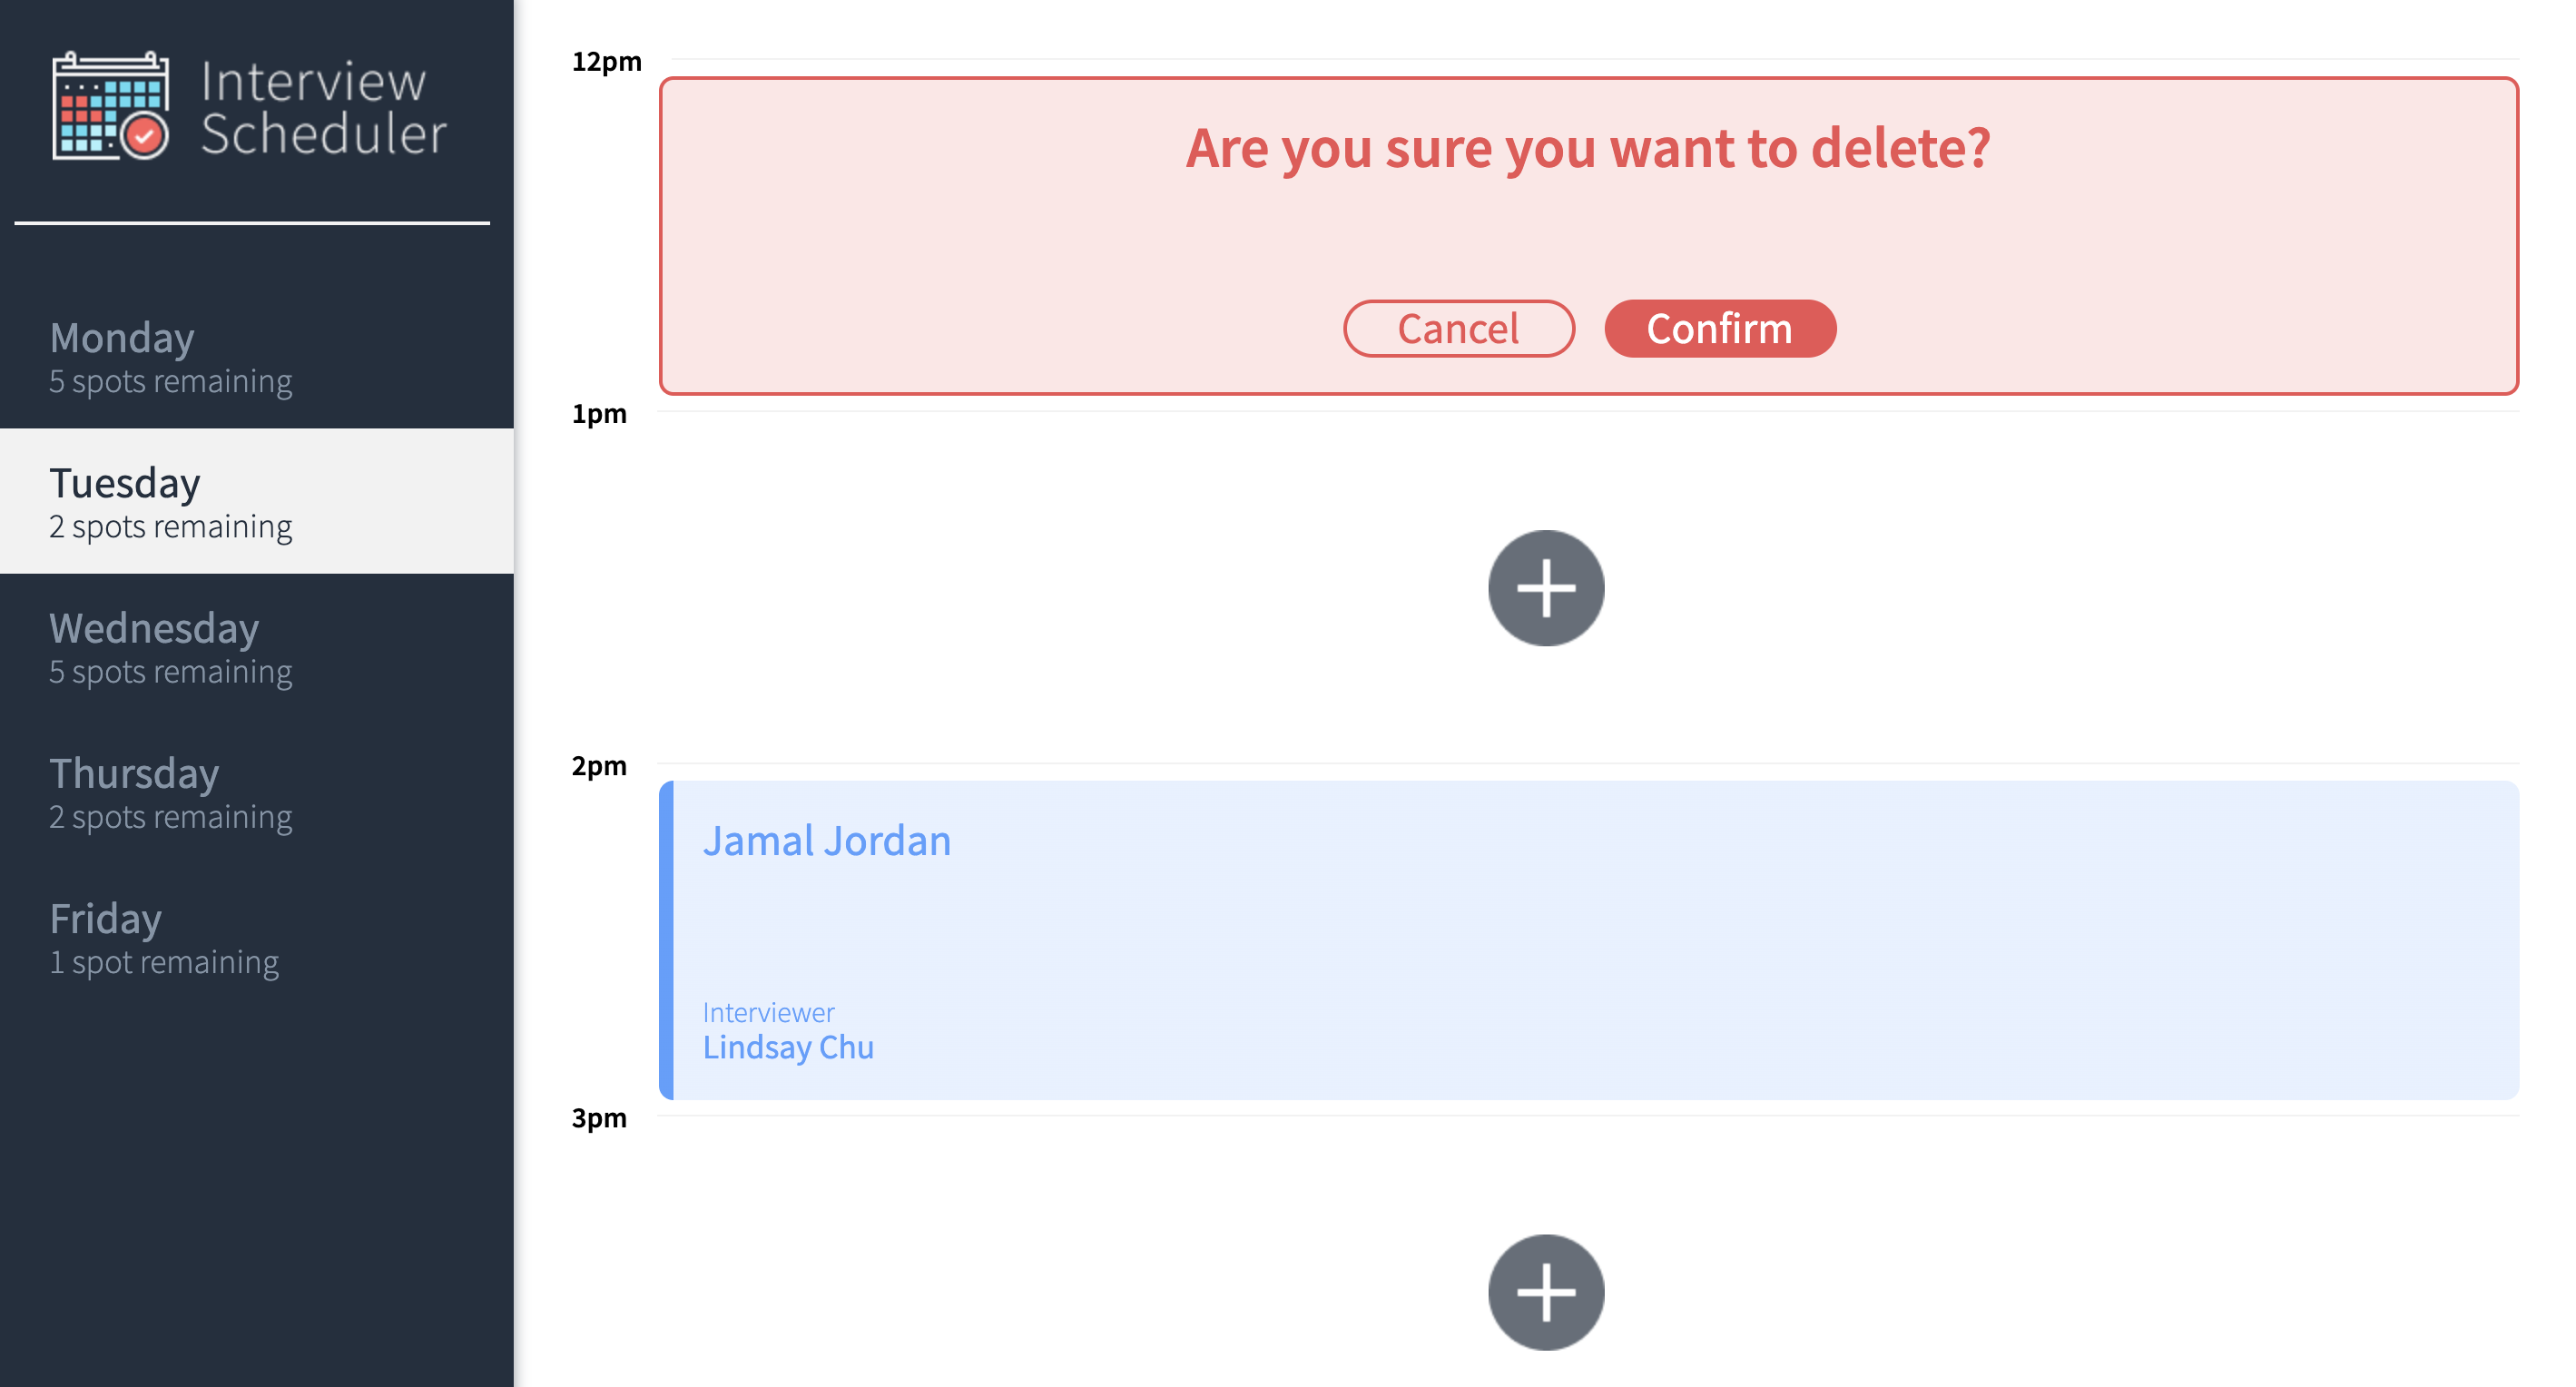 Interview
Scheduler
Monday
5 spots remaining
Tuesday
2 spots remaining
Wednesday
5 spots remaining
Thursday
2 spots remaining
Friday
1 spot remaining
12pm
Are you sure you want to delete?
Cancel Confirm
1pm
2pm
Jamal Jordan
Interviewer
Lindsay Chu
3pm